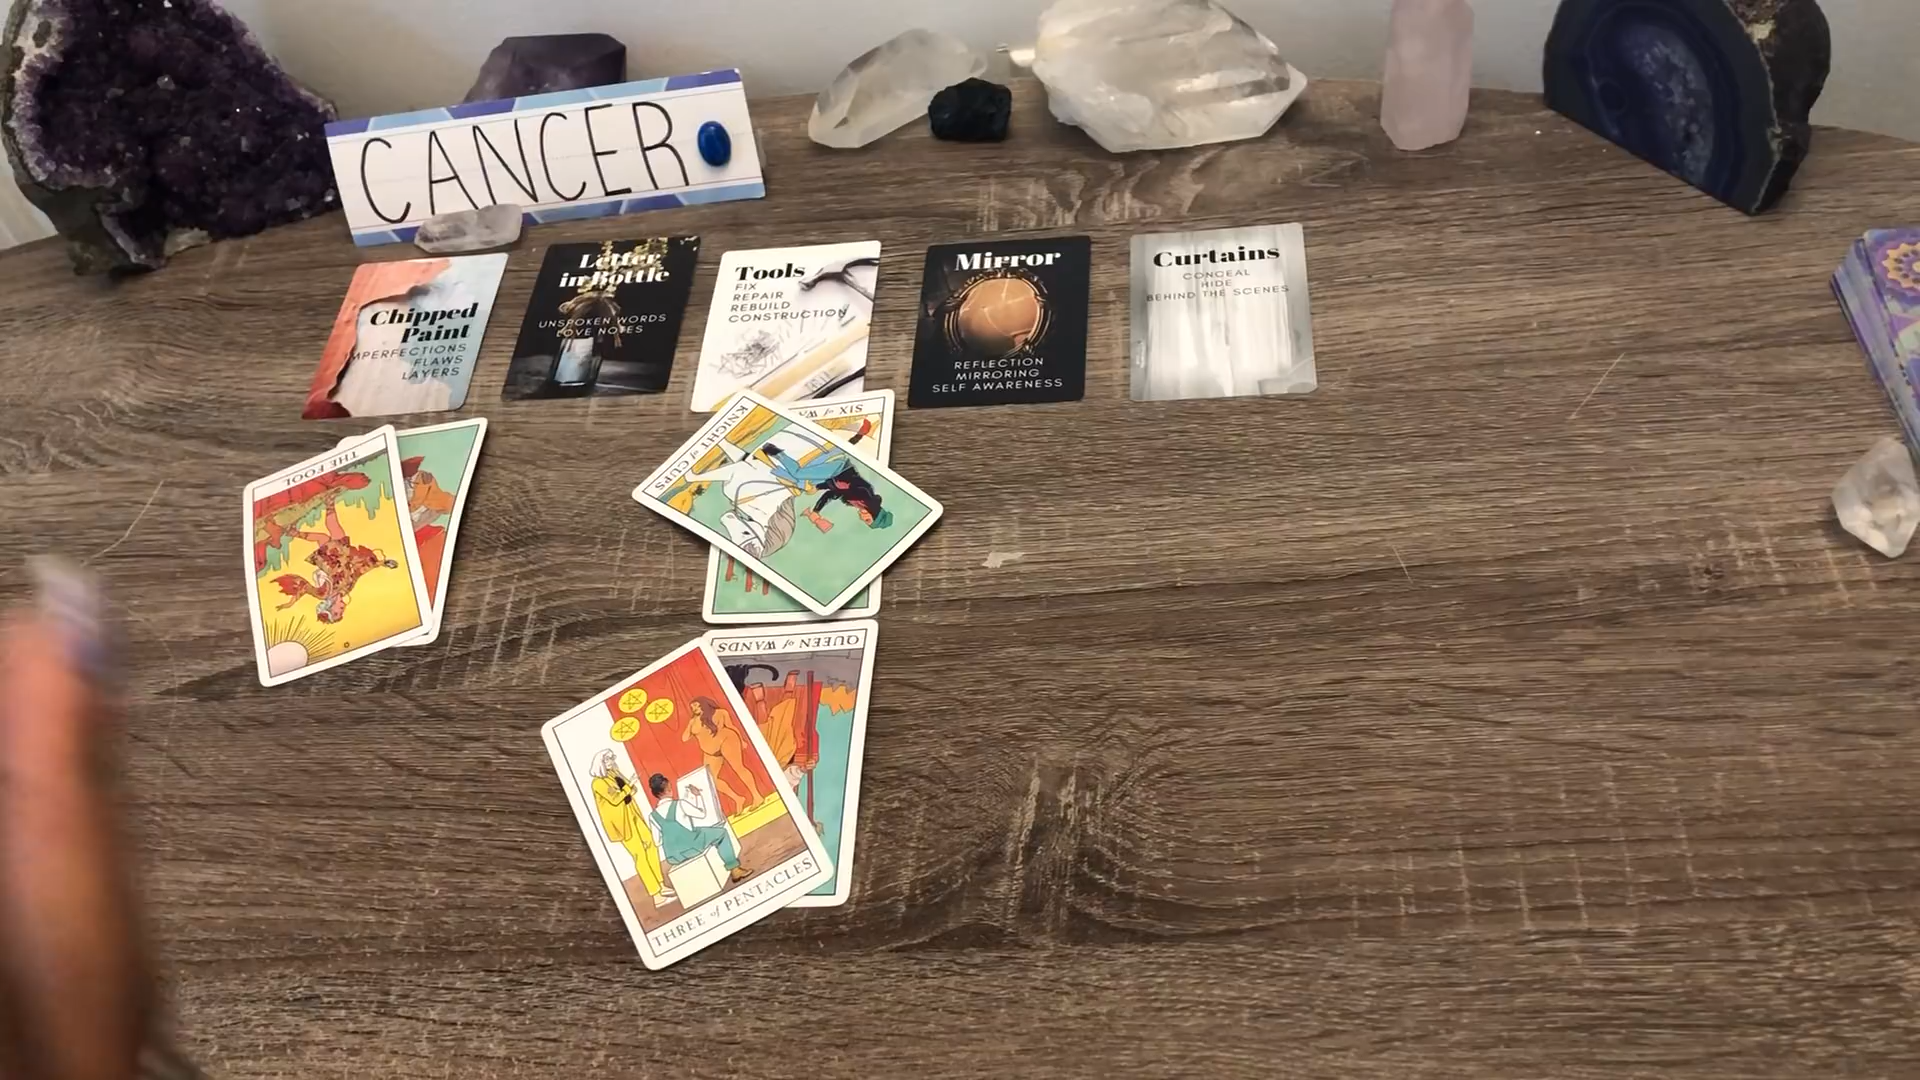 CANCER
Chipped
Paint
IMPERFECTIONS
FLAWS
LAYERS
Letter
in Bottle
UNSPOKEN WORDS
LOVE NOTES
Tools
FIX
REPAIR
REBUILD
CONSTRUCTION
Mirror
REFLECTION
MIRRORING
SELF AWARENESS
Curtains
CONCEAL
HIDE
BEHIND THE SCENES
THE FOOL
0
KNIGHT of CUPS
SIX of WA
QUEEN of WANDS
THREE of PENTACLES